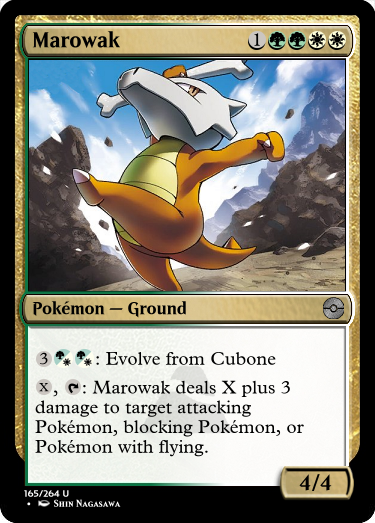 Marowak 1
Pokémon — Ground
3: Evolve from Cubone
X, : Marowak deals X plus 3
damage to target attacking
Pokémon, blocking Pokémon, or
Pokémon with flying.
4/4
165/264 U
• Shin Nagasawa